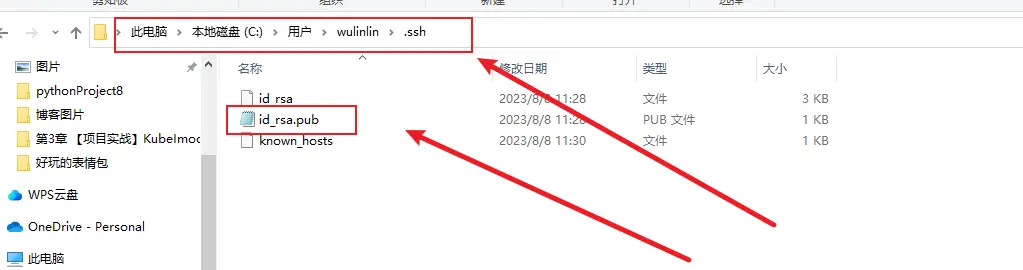 组织
新建
打开
选择
此电脑 > 本地磁盘 (C:) > 用户 > wulinlin > .ssh
图片
pythonProject8
博客图片
第3章 【项目实战】KubeImoo
好玩的表情包
WPS云盘
OneDrive - Personal
此电脑
名称 修改日期 类型 大小
id_rsa 2023/8/8 11:28 文件 3 KB
id_rsa.pub 2023/8/8 11:28 PUB 文件 1 KB
known_hosts 2023/8/8 11:30 文件 1 KB